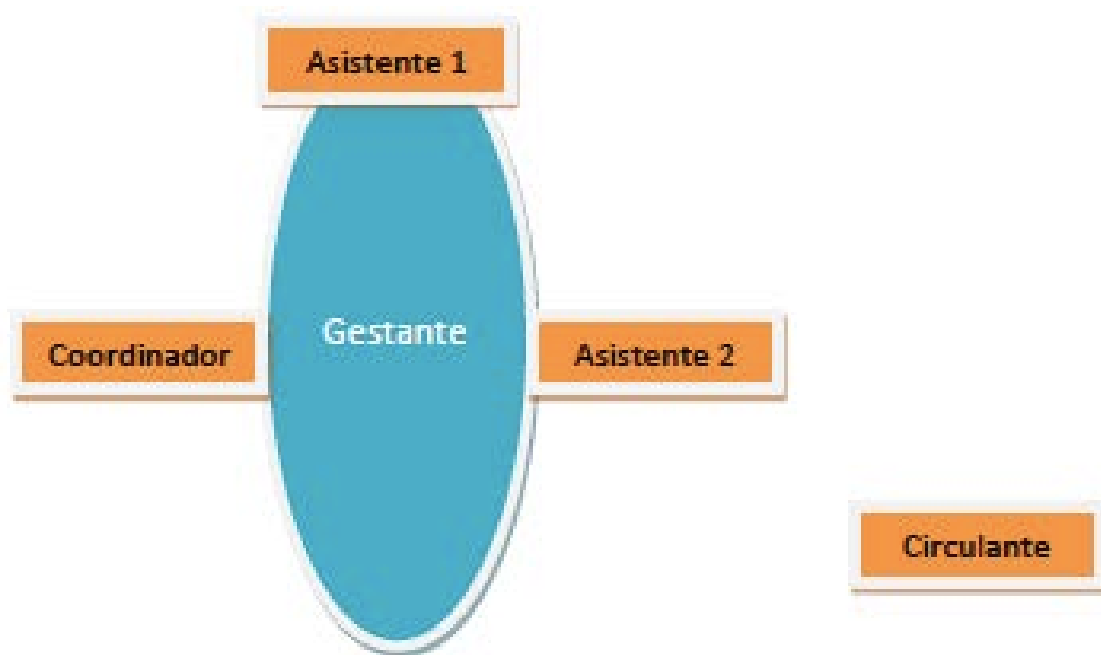 Asistente 1
Gestante
Coordinador
Asistente 2
Circulante